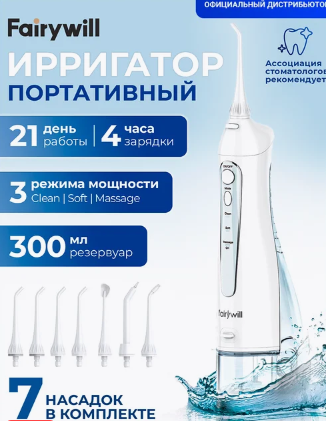 ОФИЦИАЛЬНЫЙ ДИСТРИБЬЮТО
Fairywill
ИРРИГАТОР
ПОРТАТИВНЫЙ
Ассоциация
стоматологов
рекомендует
21 день работы | 4 часа зарядки
3 режима мощности
Clean | Soft | Massage
300 мл резервуар
Fairywill
7 НАСАДОК
В КОМПЛЕКТЕ